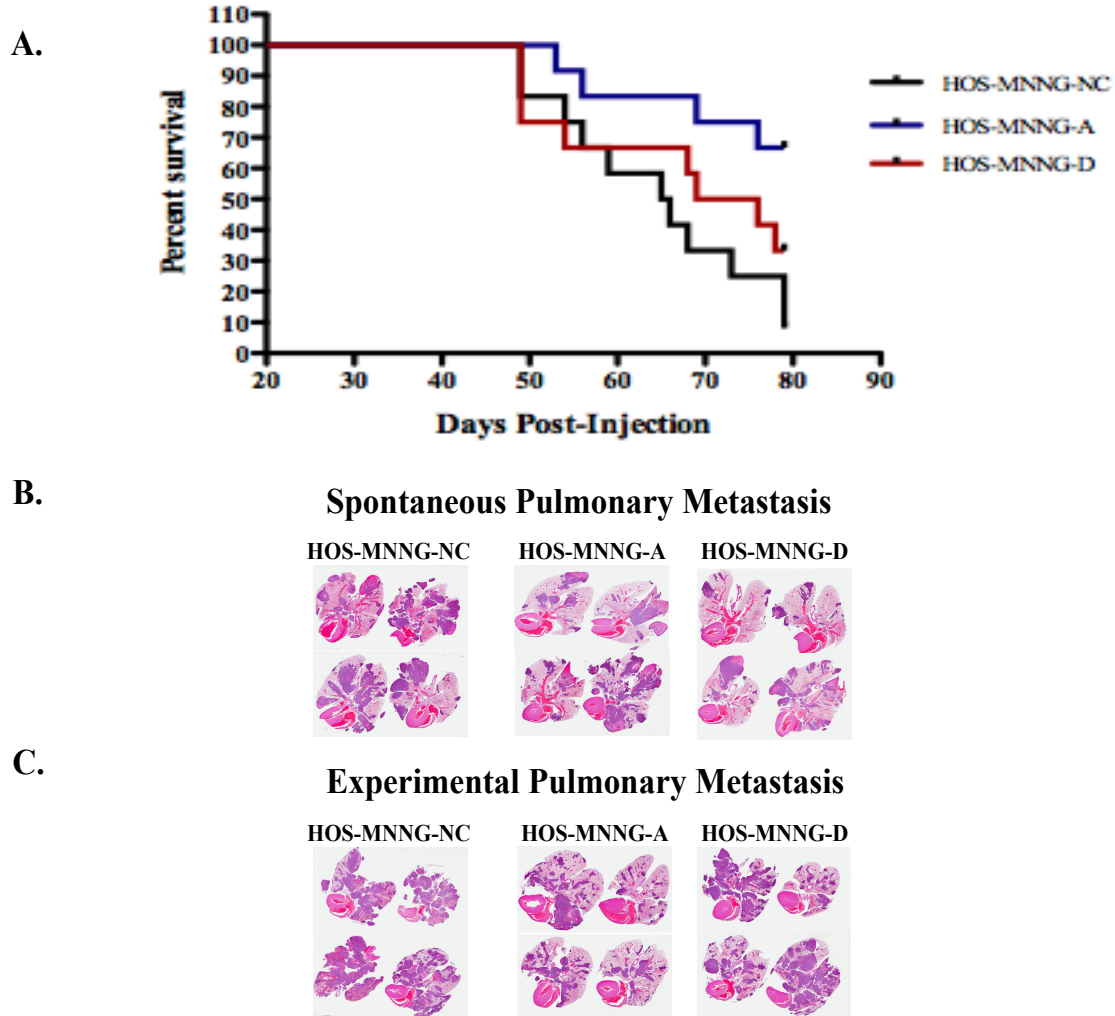 A.
110
100
90
80
70
60
50
40
30
20
10
0
Percent survival
20 30 40 50 60 70 80 90
Days Post-Injection
HOS-MNNG-NC
HOS-MNNG-A
HOS-MNNG-D
B.
Spontaneous Pulmonary Metastasis
HOS-MNNG-NC HOS-MNNG-A HOS-MNNG-D
C.
Experimental Pulmonary Metastasis
HOS-MNNG-NC HOS-MNNG-A HOS-MNNG-D